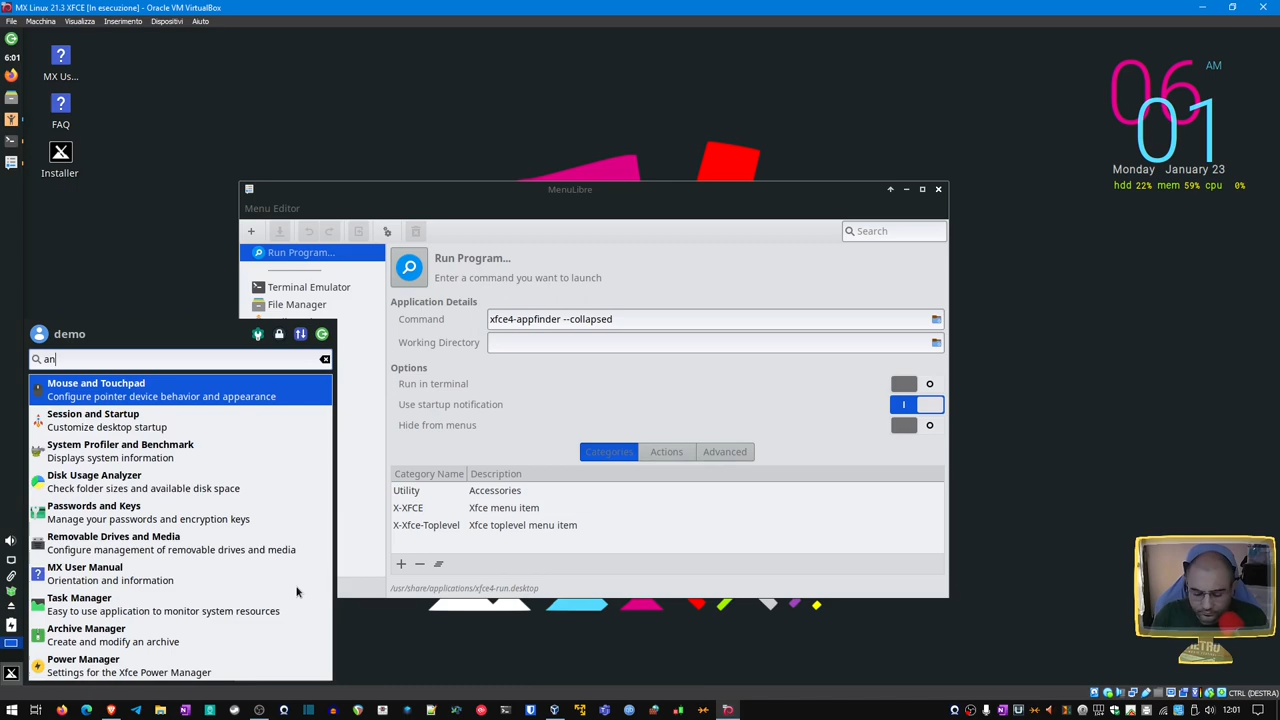 MX Linux 21.3 XFCE [In esecuzione] - Oracle VM VirtualBox
File Macchina Visualizza Inserimento Dispositivi Aiuto
6:01
MX Us...
FAQ
Installer
06
AM
01
Monday January 23
hdd 22% mem 59% cpu 0%
MenuLibre
Menu Editor
Search
Run Program...
Terminal Emulator
File Manager
Run Program...
Enter a command you want to launch
Application Details
Command
xfce4-appfinder --collapsed
Working Directory
Options
Run in terminal
Use startup notification
Hide from menus
Categories Actions Advanced
Category Name Description
Utility Accessories
X-XFCE Xfce menu item
X-Xfce-Toplevel Xfce toplevel menu item
/usr/share/applications/xfce4-run.desktop
demo
an
Mouse and Touchpad
Configure pointer device behavior and appearance
Session and Startup
Customize desktop startup
System Profiler and Benchmark
Displays system information
Disk Usage Analyzer
Check folder sizes and available disk space
Passwords and Keys
Manage your passwords and encryption keys
Removable Drives and Media
Configure management of removable drives and media
MX User Manual
Orientation and information
Task Manager
Easy to use application to monitor system resources
Archive Manager
Create and modify an archive
Power Manager
Settings for the Xfce Power Manager
CTRL (DESTRA)
12:01